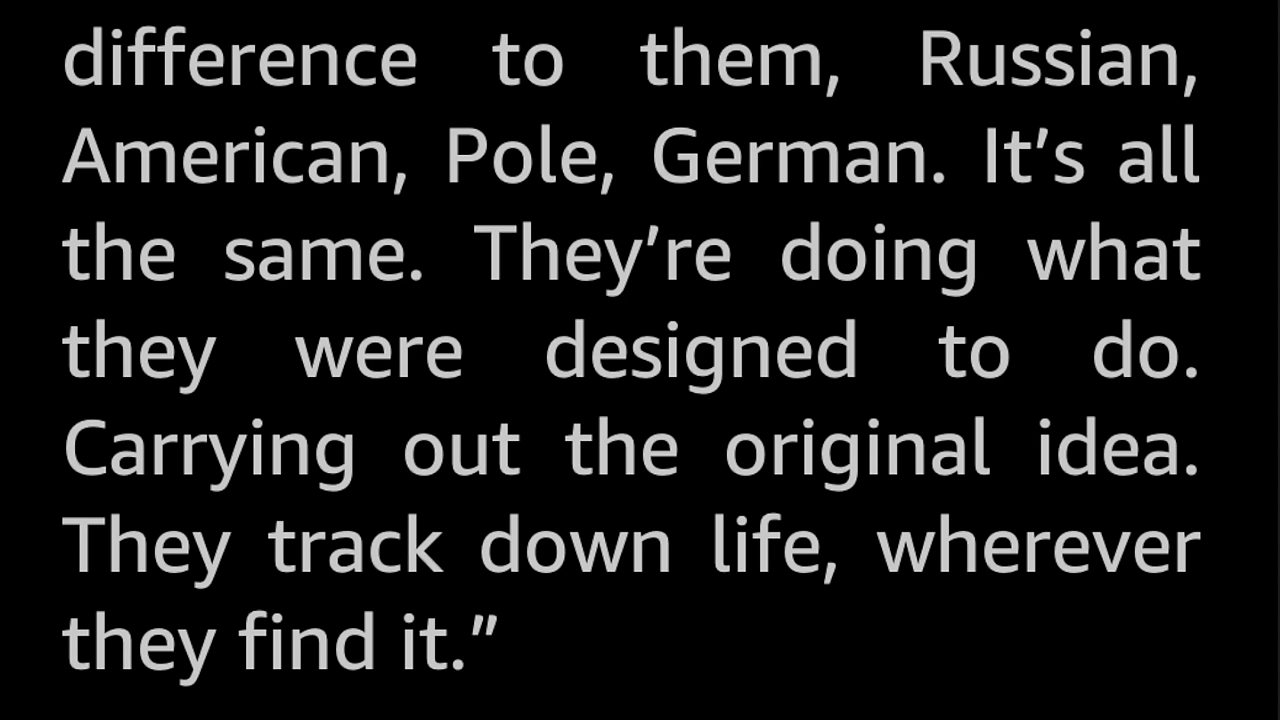 difference to them, Russian,
American, Pole, German. It’s all
the same. They’re doing what
they were designed to do.
Carrying out the original idea.
They track down life, wherever
they find it.”